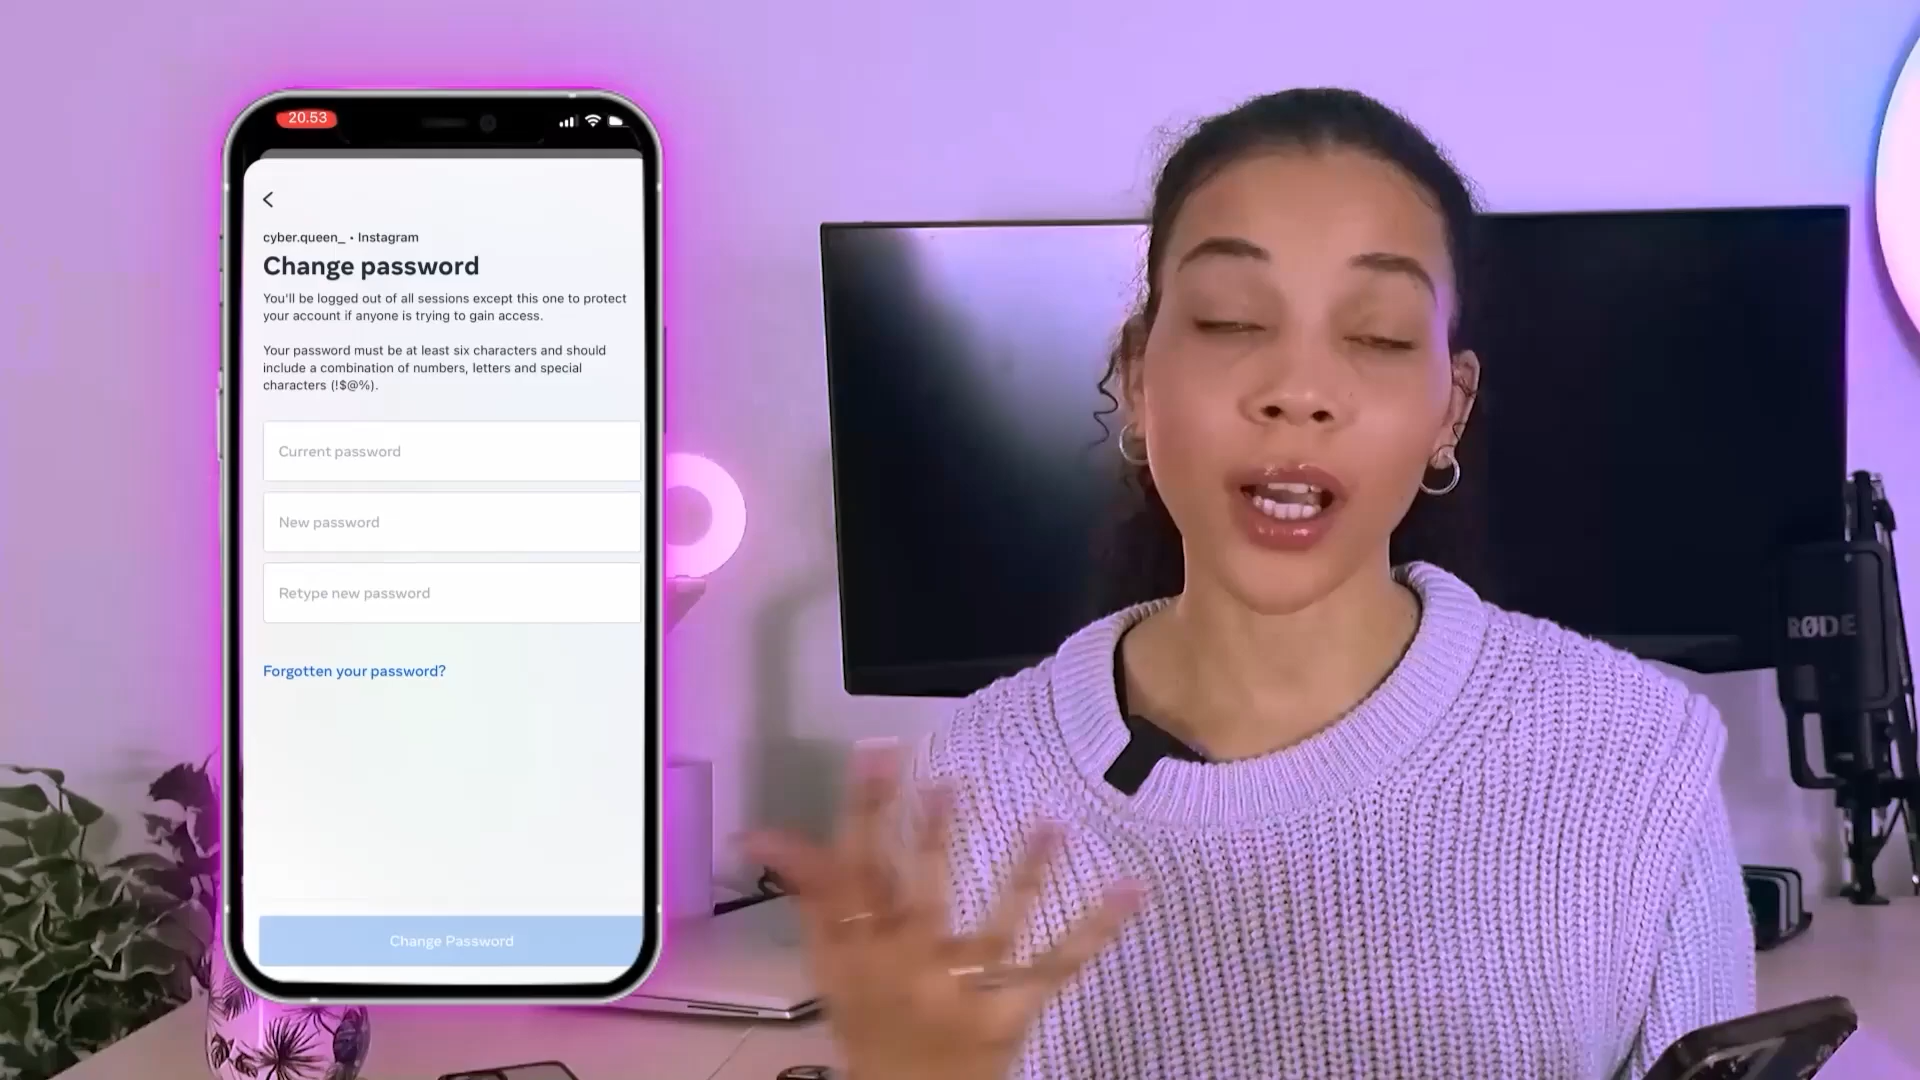 20.53
cyber.queen_ • Instagram
Change password
You'll be logged out of all sessions except this one to protect
your account if anyone is trying to gain access.
Your password must be at least six characters and should
include a combination of numbers, letters and special
characters (!$@%).
Current password
New password
Retype new password
Forgotten your password?
Change Password
RØDE